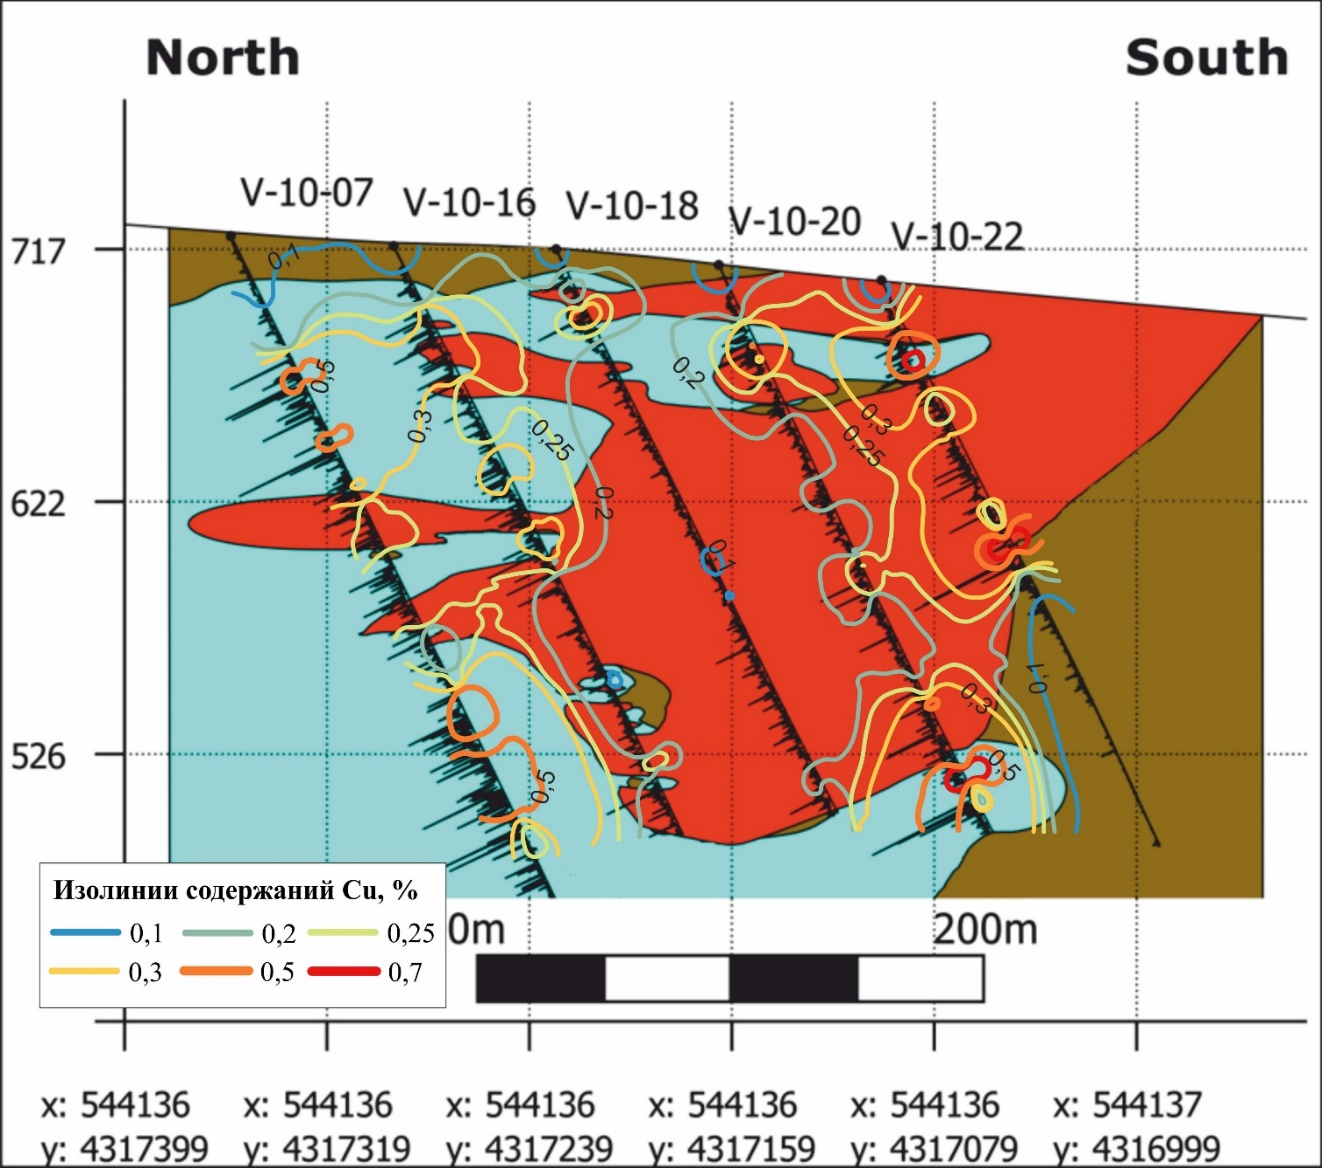 North South
V-10-07 V-10-16 V-10-18 V-10-20 V-10-22
717
0,1
0,5
0,2
0,3
0,3
0,25
0,25
622
0,2
0,1
0,1
0,3
526
0,5
0,5
Изолинии содержаний Cu, %
0,1 0,2 0,25
0,3 0,5 0,7
0m 200m
x: 544136 x: 544136 x: 544136 x: 544136 x: 544136 x: 544137
y: 4317399 y: 4317319 y: 4317239 y: 4317159 y: 4317079 y: 4316999